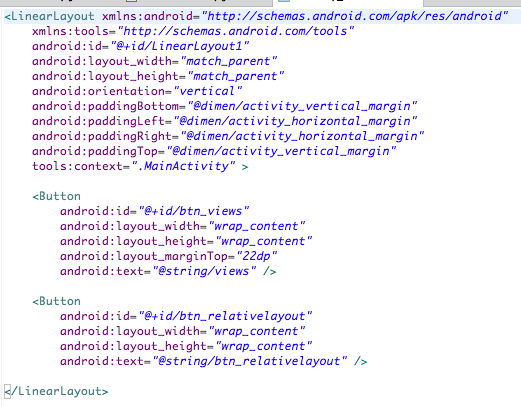 <LinearLayout xmlns:android="http://schemas.android.com/apk/res/android"
    xmlns:tools="http://schemas.android.com/tools"
    android:id="@+id/LinearLayout1"
    android:layout_width="match_parent"
    android:layout_height="match_parent"
    android:orientation="vertical"
    android:paddingBottom="@dimen/activity_vertical_margin"
    android:paddingLeft="@dimen/activity_horizontal_margin"
    android:paddingRight="@dimen/activity_horizontal_margin"
    android:paddingTop="@dimen/activity_vertical_margin"
    tools:context=".MainActivity" >

    <Button
        android:id="@+id/btn_views"
        android:layout_width="wrap_content"
        android:layout_height="wrap_content"
        android:layout_marginTop="22dp"
        android:text="@string/views" />

    <Button
        android:id="@+id/btn_relativelayout"
        android:layout_width="wrap_content"
        android:layout_height="wrap_content"
        android:text="@string/btn_relativelayout" />

</LinearLayout>